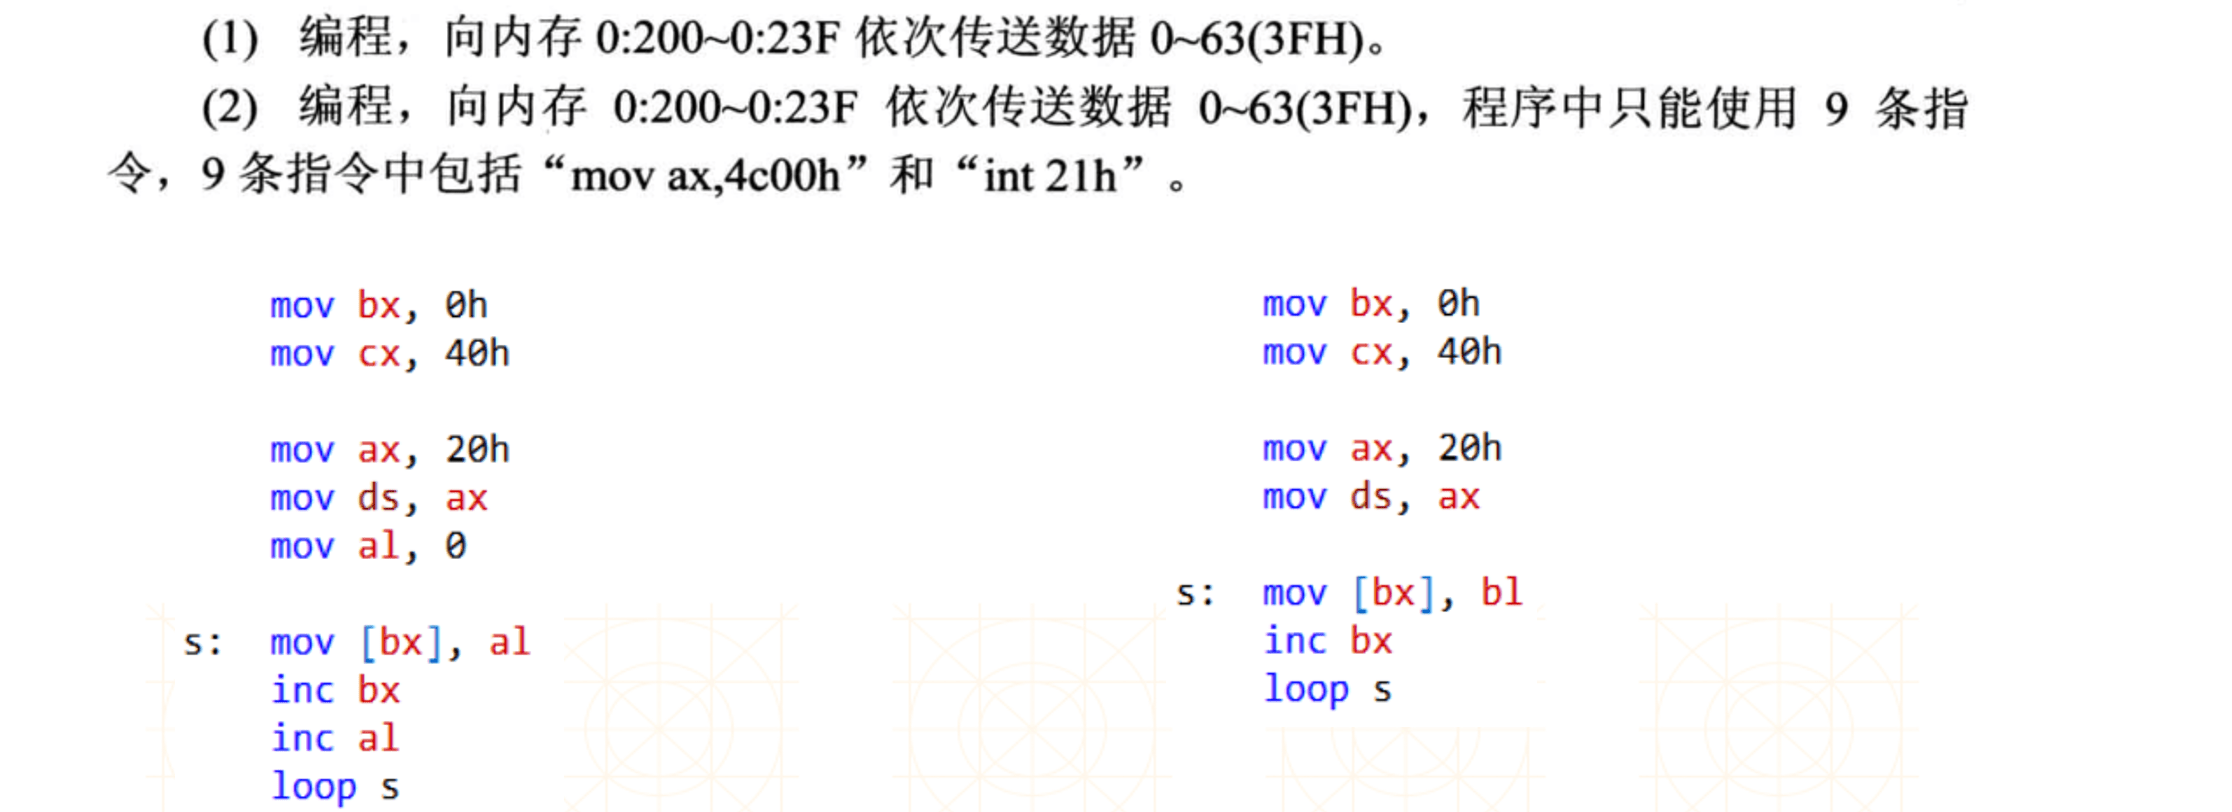 (1) 编程，向内存 0:200~0:23F 依次传送数据 0~63(3FH)。
(2) 编程，向内存 0:200~0:23F 依次传送数据 0~63(3FH)，程序中只能使用 9 条指
令，9 条指令中包括“mov ax,4c00h”和“int 21h”。
mov bx, 0h
mov cx, 40h
mov ax, 20h
mov ds, ax
mov al, 0
s: mov [bx], al
inc bx
inc al
loop s
mov bx, 0h
mov cx, 40h
mov ax, 20h
mov ds, ax
s: mov [bx], bl
inc bx
loop s